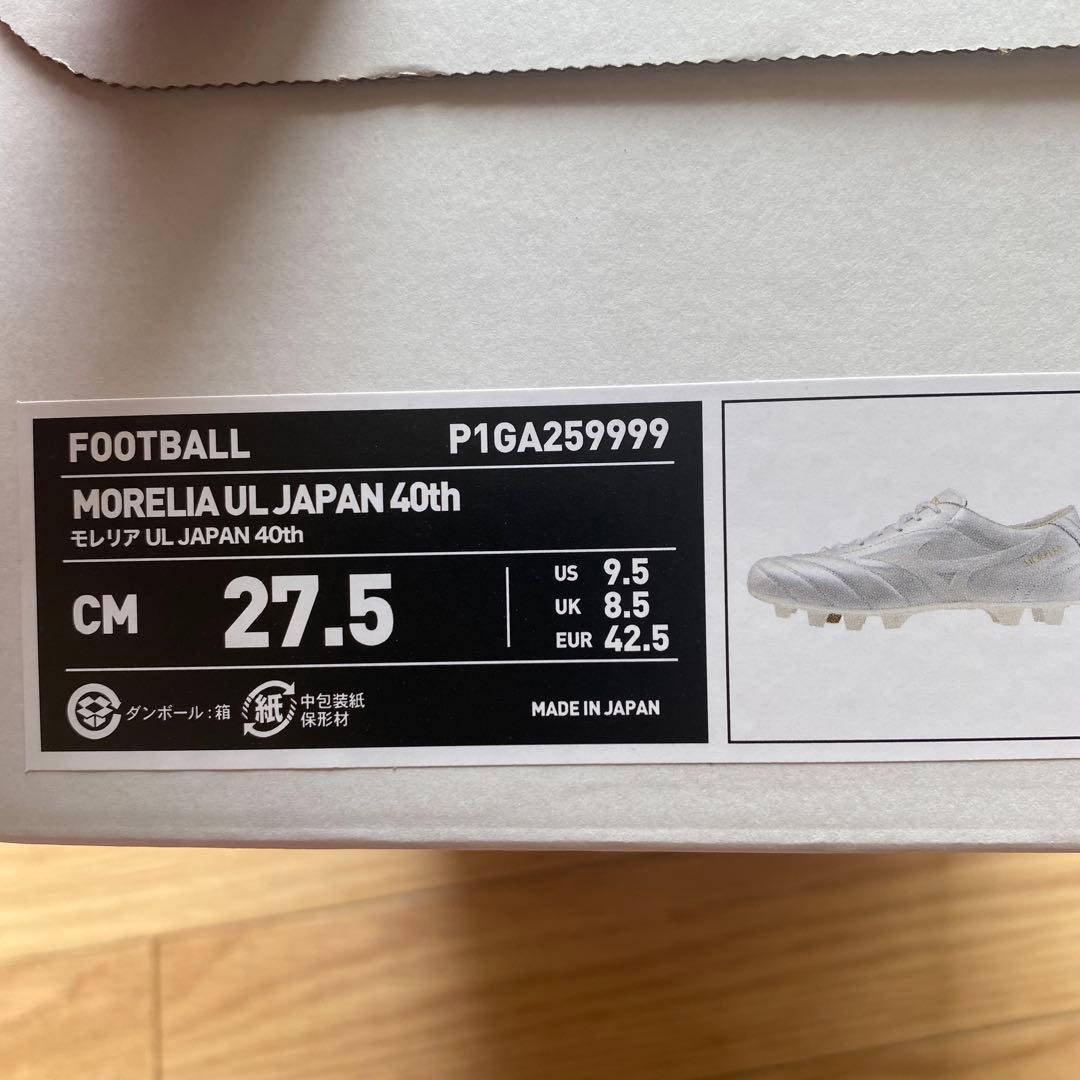 FOOTBALL P1GA259999
MORELIA UL JAPAN 40th
モレリア UL JAPAN 40th
CM 27.5
US 9.5
UK 8.5
EUR 42.5
ダンボール:箱
紙 中包装紙
保形材
MADE IN JAPAN